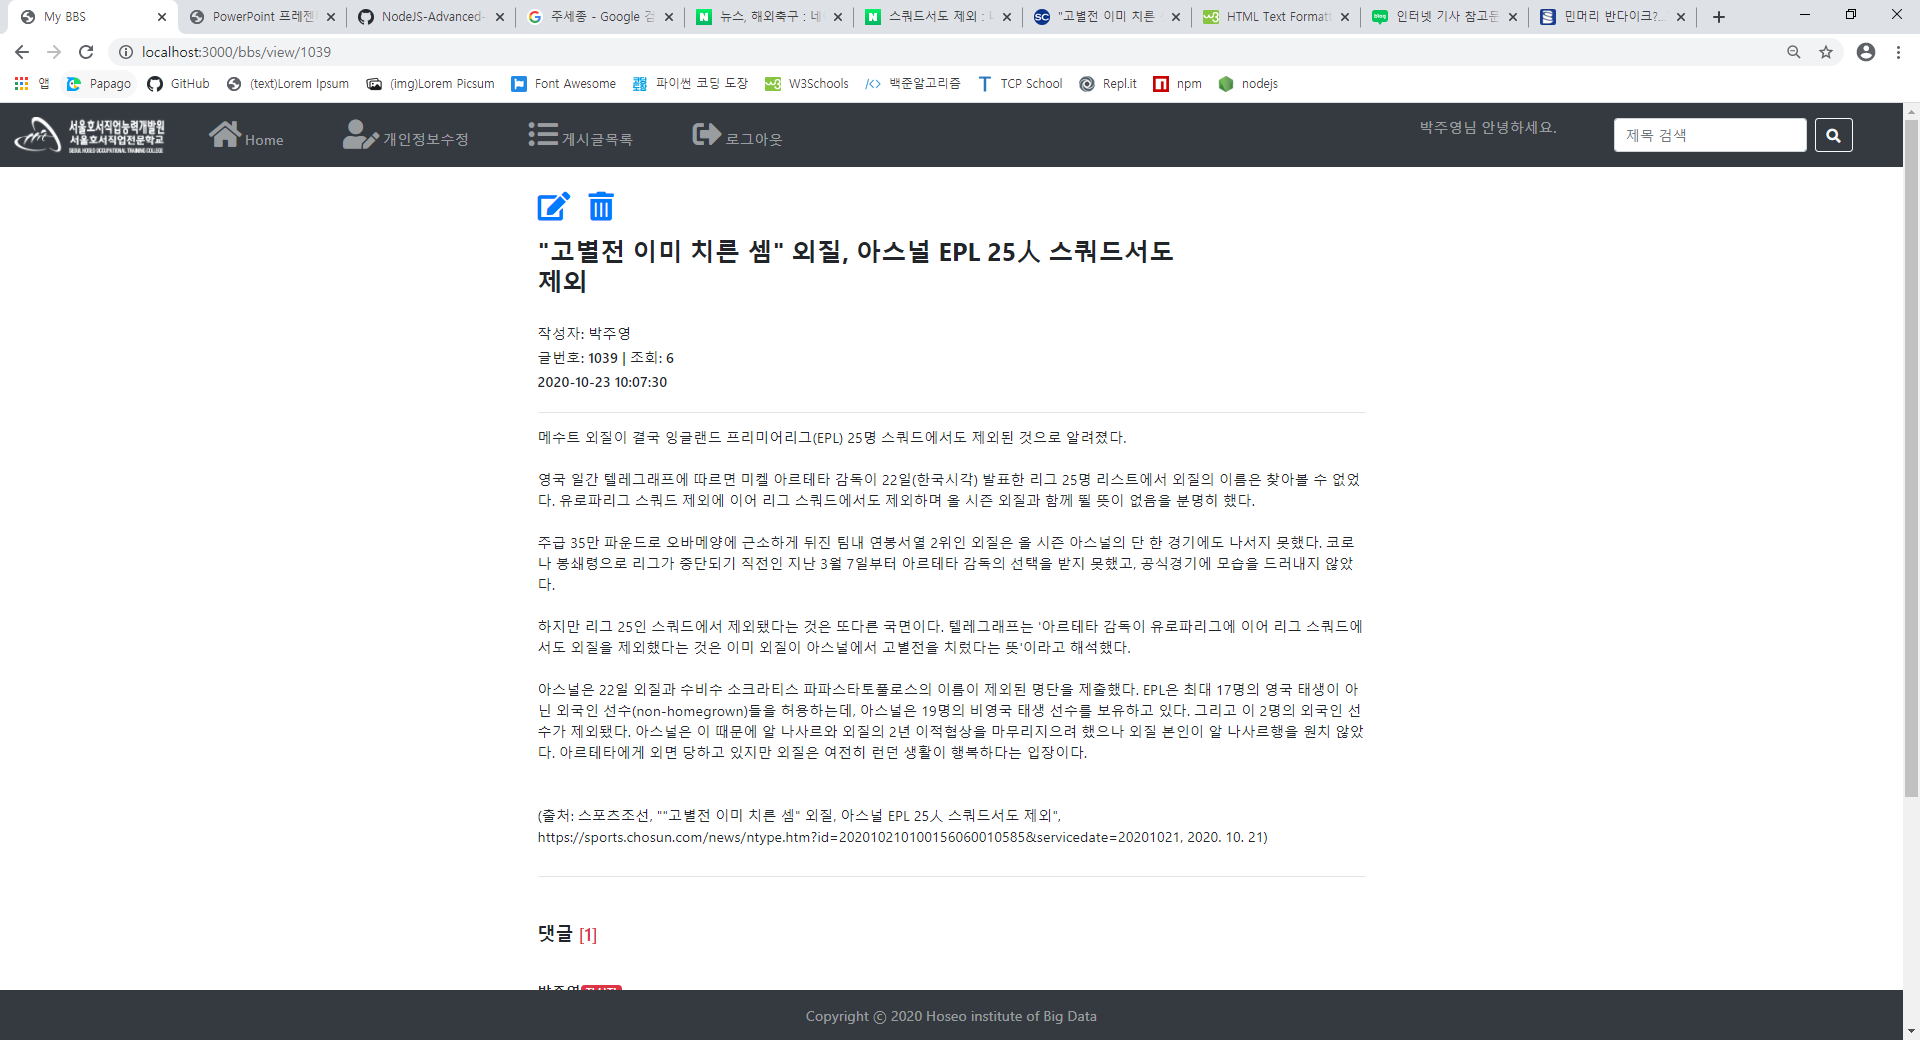 My BBS
PowerPoint 프레젠
NodeJS-Advanced-
주세종 - Google 검
뉴스, 해외축구 : 네
스쿼드서도 제외 :
"고별전 이미 치른
HTML Text Formatt
인터넷 기사 참고문
민머리 반다이크?...
localhost:3000/bbs/view/1039
앱
Papago
GitHub
(text)Lorem Ipsum
(img)Lorem Picsum
Font Awesome
파이썬 코딩 도장
W3Schools
백준알고리즘
TCP School
Repl.it
npm
nodejs
서울호서직업능력개발원
서울호서직업전문학교
SEOUL HOSEO OCCUPATIONAL TRAINING COLLEGE
Home
개인정보수정
게시글목록
로그아웃
박주영님 안녕하세요.
제목 검색
"고별전 이미 치른 셈" 외질, 아스널 EPL 25人 스쿼드서도
제외
작성자: 박주영
글번호: 1039 | 조회: 6
2020-10-23 10:07:30
메수트 외질이 결국 잉글랜드 프리미어리그(EPL) 25명 스쿼드에서도 제외된 것으로 알려졌다.
영국 일간 텔레그래프에 따르면 미켈 아르테타 감독이 22일(한국시각) 발표한 리그 25명 리스트에서 외질의 이름은 찾아볼 수 없었
다. 유로파리그 스쿼드 제외에 이어 리그 스쿼드에서도 제외하며 올 시즌 외질과 함께 뛸 뜻이 없음을 분명히 했다.
주급 35만 파운드로 오바메양에 근소하게 뒤진 팀내 연봉서열 2위인 외질은 올 시즌 아스널의 단 한 경기에도 나서지 못했다. 코로
나 봉쇄령으로 리그가 중단되기 직전인 지난 3월 7일부터 아르테타 감독의 선택을 받지 못했고, 공식경기에 모습을 드러내지 않았
다.
하지만 리그 25인 스쿼드에서 제외됐다는 것은 또다른 국면이다. 텔레그래프는 '아르테타 감독이 유로파리그에 이어 리그 스쿼드에
서도 외질을 제외했다는 것은 이미 외질이 아스널에서 고별전을 치렀다는 뜻'이라고 해석했다.
아스널은 22일 외질과 수비수 소크라티스 파파스타토풀로스의 이름이 제외된 명단을 제출했다. EPL은 최대 17명의 영국 태생이 아
닌 외국인 선수(non-homegrown)들을 허용하는데, 아스널은 19명의 비영국 태생 선수를 보유하고 있다. 그리고 이 2명의 외국인 선
수가 제외됐다. 아스널은 이 때문에 알 나사르와 외질의 2년 이적협상을 마무리지으려 했으나 외질 본인이 알 나사르행을 원치 않았
다. 아르테타에게 외면 당하고 있지만 외질은 여전히 런던 생활이 행복하다는 입장이다.
(출처: 스포츠조선, ""고별전 이미 치른 셈" 외질, 아스널 EPL 25人 스쿼드서도 제외",
https://sports.chosun.com/news/ntype.htm?id=202010210100156060010585&servicedate=20201021, 2020. 10. 21)
댓글 [1]
박주영
Copyright ⓒ 2020 Hoseo institute of Big Data